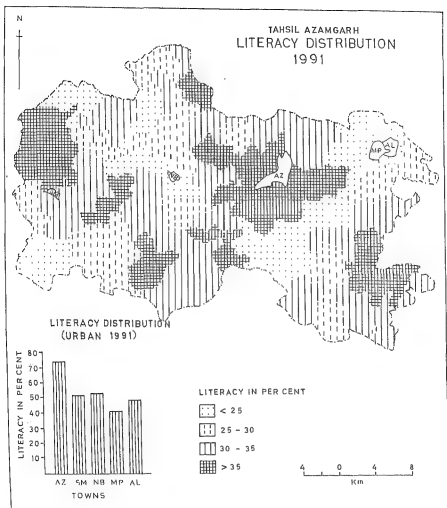 N
TAHSIL AZAMGARH
LITERACY DISTRIBUTION
1991
MP
AL
AZ
LITERACY DISTRIBUTION
(URBAN 1991)
LITERACY IN PER CENT
80
70
60
50
40
30
20
10
AZ SM NB MP AL
TOWNS
LITERACY IN PER CENT
< 25
25 - 30
30 - 35
>35
4 0 4 8
Km